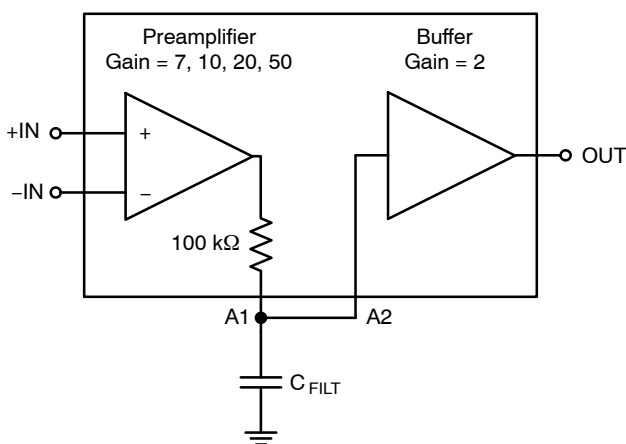 Preamplifier
Gain = 7, 10, 20, 50
Buffer
Gain = 2
+IN
+
−IN
−
OUT
100 kΩ
A1
A2
C FILT